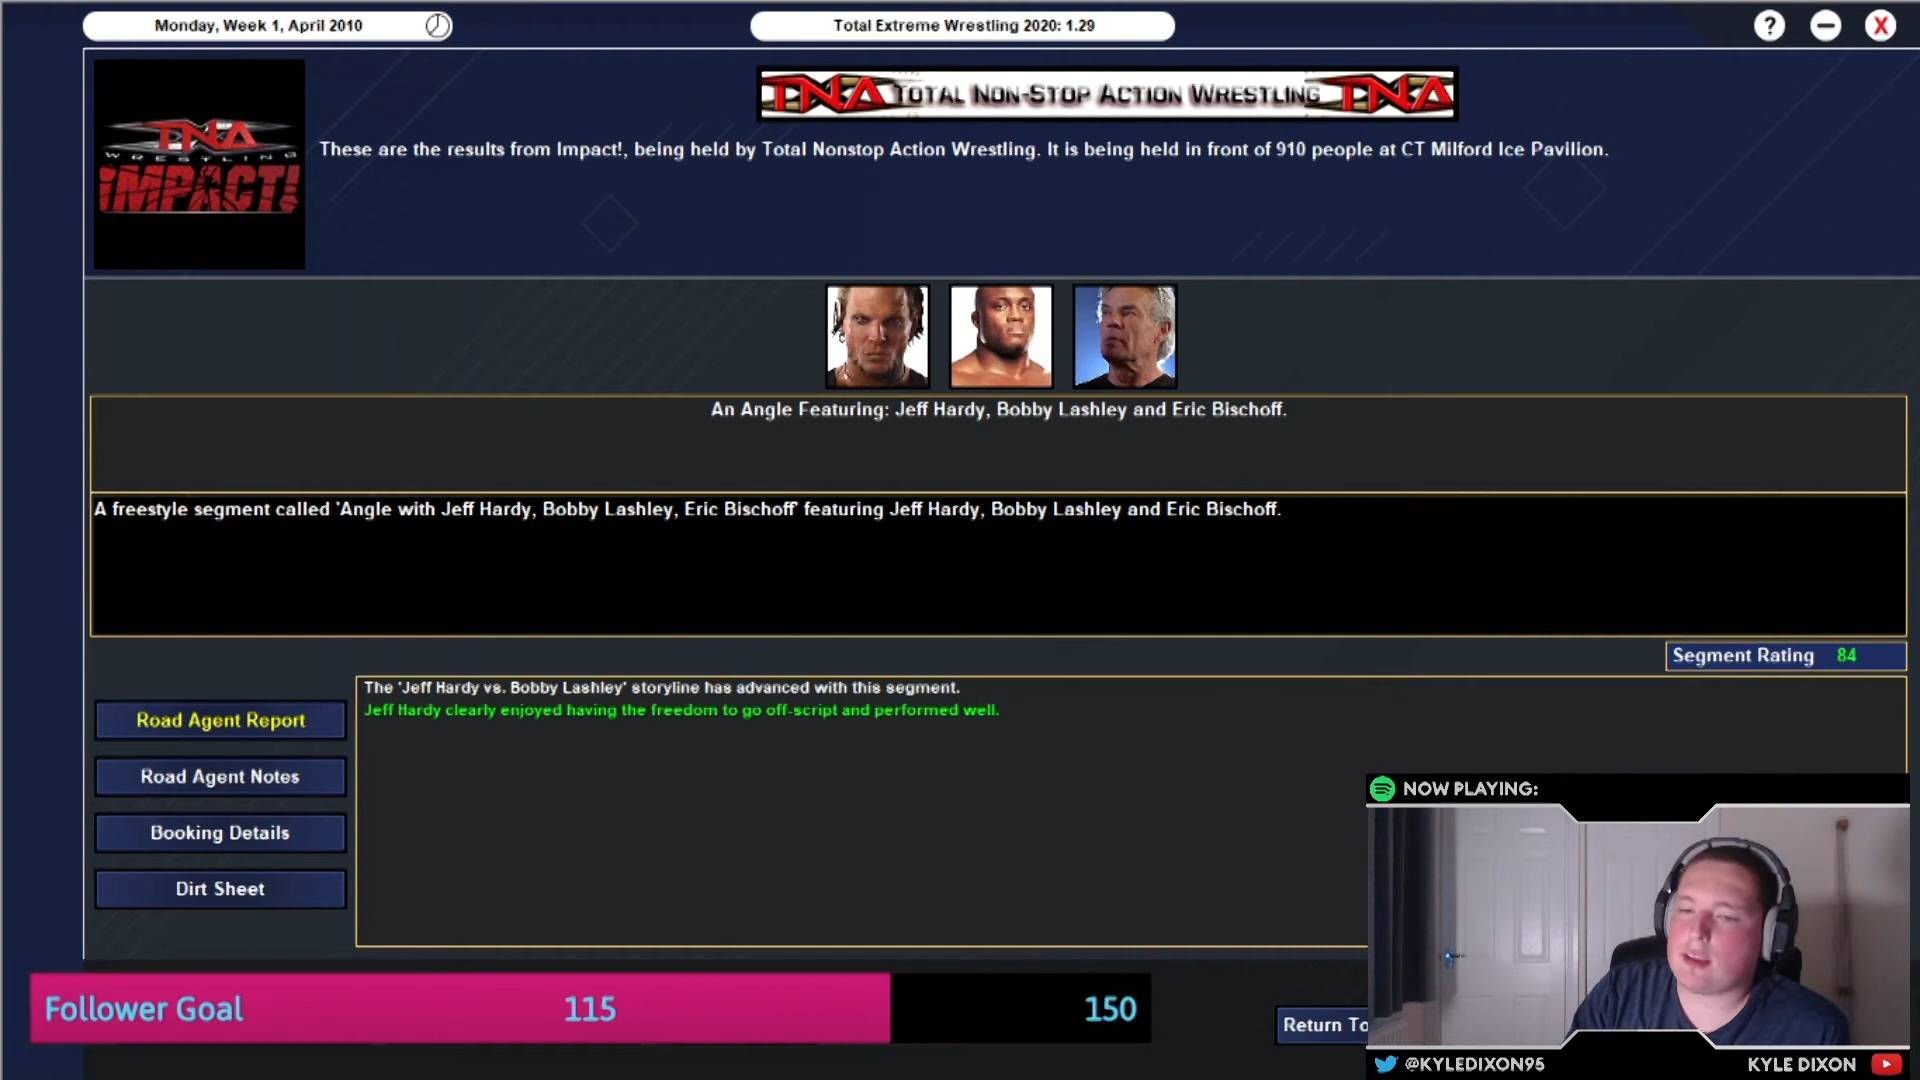 Monday, Week 1, April 2010
Total Extreme Wrestling 2020: 1.29
?
X
TNA TOTAL NON-STOP ACTION WRESTLING TNA
TNA
WRESTLING
IMPACT!
These are the results from Impact!, being held by Total Nonstop Action Wrestling. It is being held in front of 910 people at CT Milford Ice Pavilion.
An Angle Featuring: Jeff Hardy, Bobby Lashley and Eric Bischoff.
A freestyle segment called 'Angle with Jeff Hardy, Bobby Lashley, Eric Bischoff' featuring Jeff Hardy, Bobby Lashley and Eric Bischoff.
Segment Rating 84
The 'Jeff Hardy vs. Bobby Lashley' storyline has advanced with this segment.
Jeff Hardy clearly enjoyed having the freedom to go off-script and performed well.
Road Agent Report
Road Agent Notes
Booking Details
Dirt Sheet
NOW PLAYING:
Follower Goal 115 150
Return To
@KYLEDIXON95 KYLE DIXON